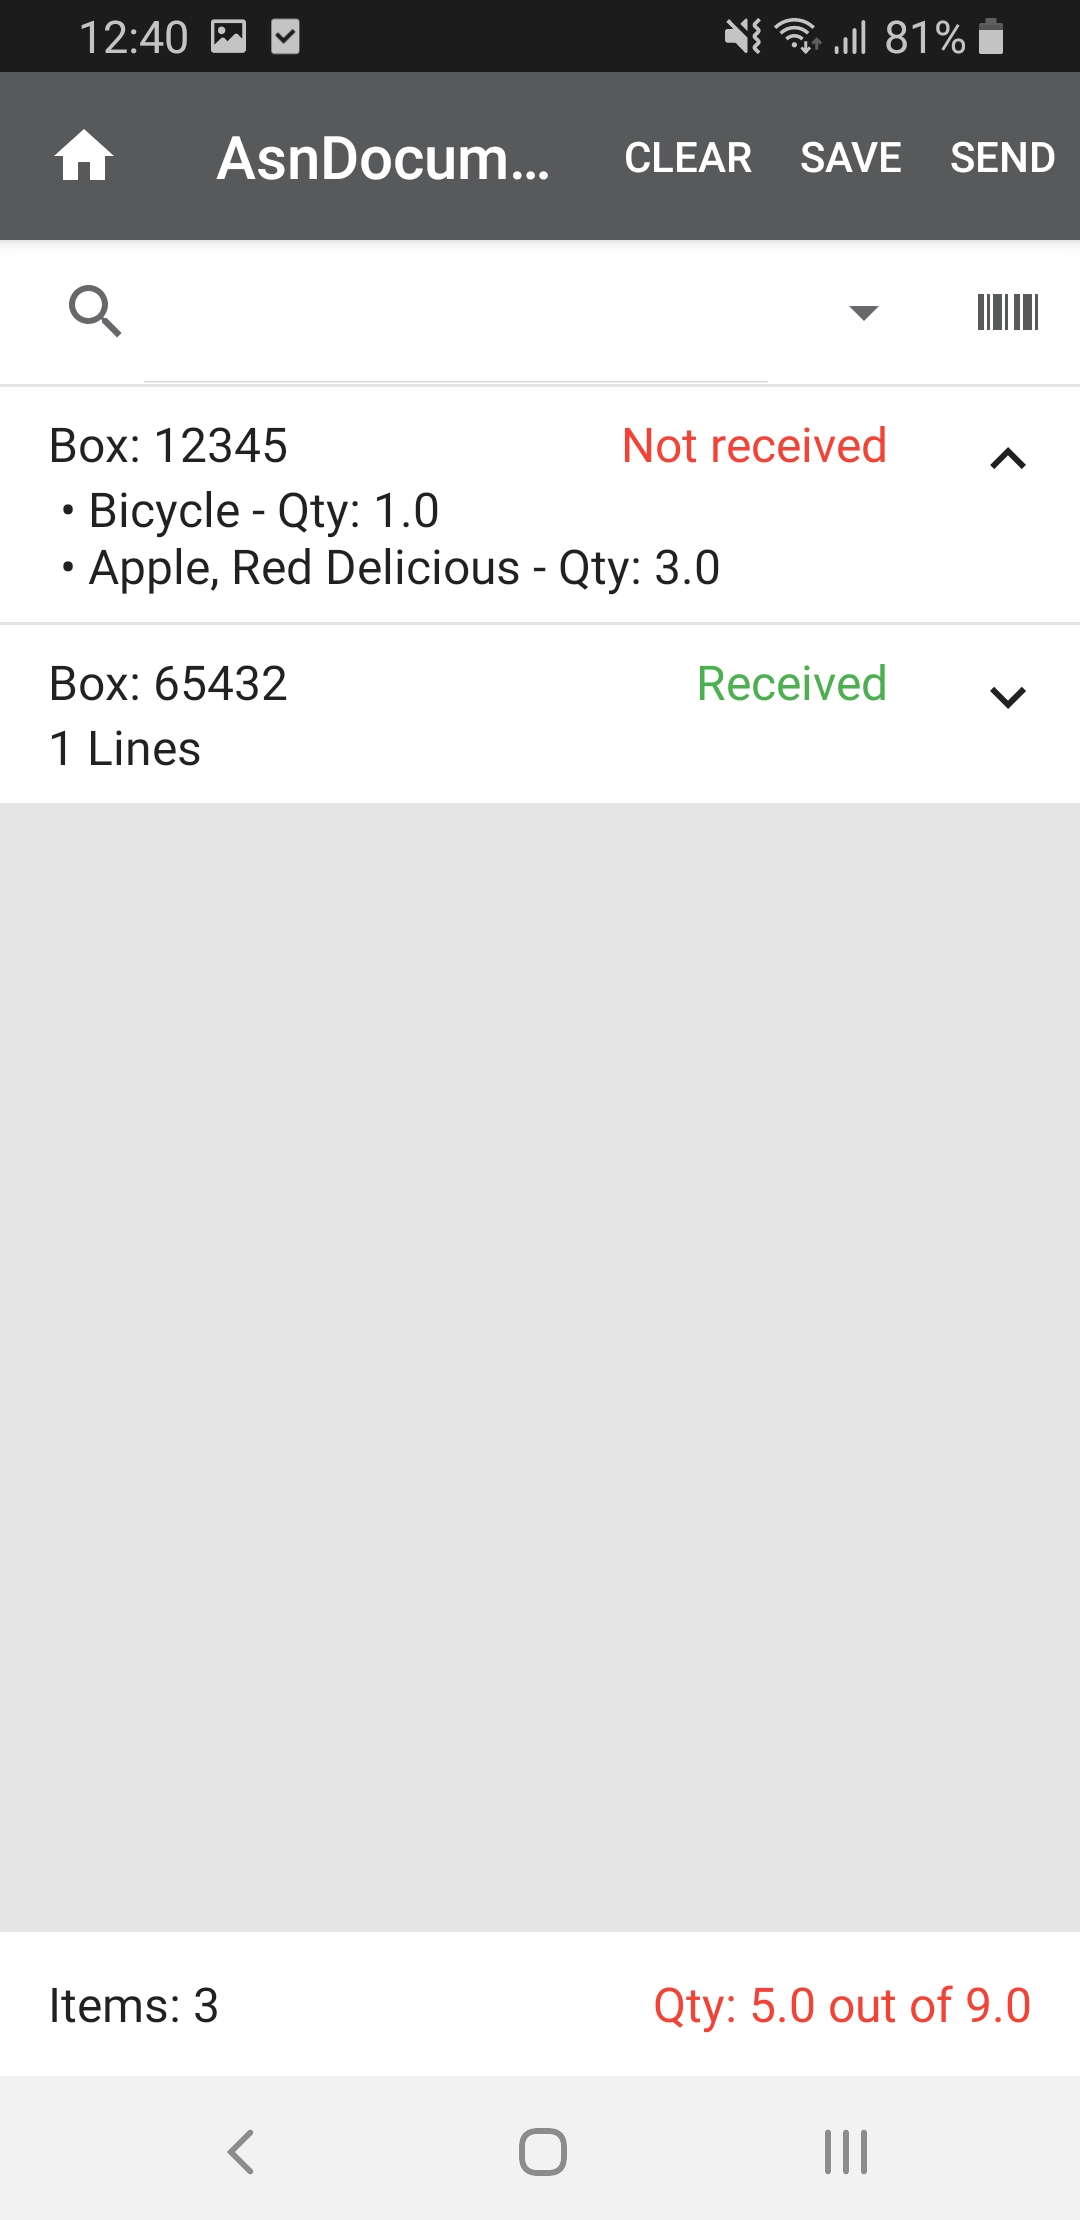 12:40 81%
AsnDocum... CLEAR SAVE SEND
Box: 12345 Not received
• Bicycle - Qty: 1.0
• Apple, Red Delicious - Qty: 3.0
Box: 65432 Received
1 Lines
Items: 3 Qty: 5.0 out of 9.0